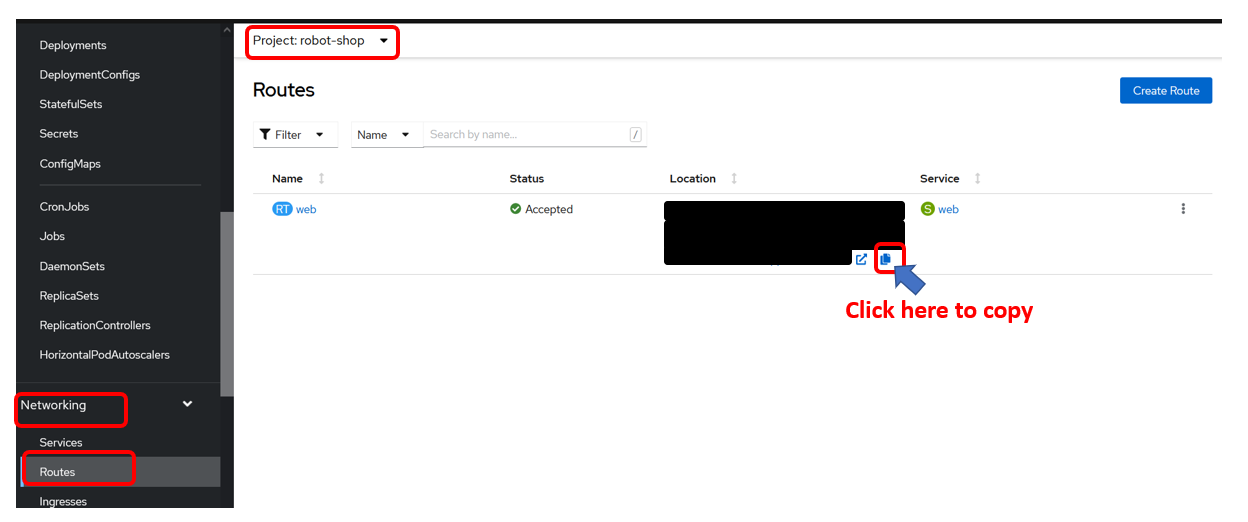 Deployments
DeploymentConfigs
StatefulSets
Secrets
ConfigMaps
CronJobs
Jobs
DaemonSets
ReplicaSets
ReplicationControllers
HorizontalPodAutoscalers
Networking
Services
Routes
Ingresses
Project: robot-shop
Routes
Create Route
Filter Name Search by name... /
Name Status Location Service
RT web Accepted S web
Click here to copy